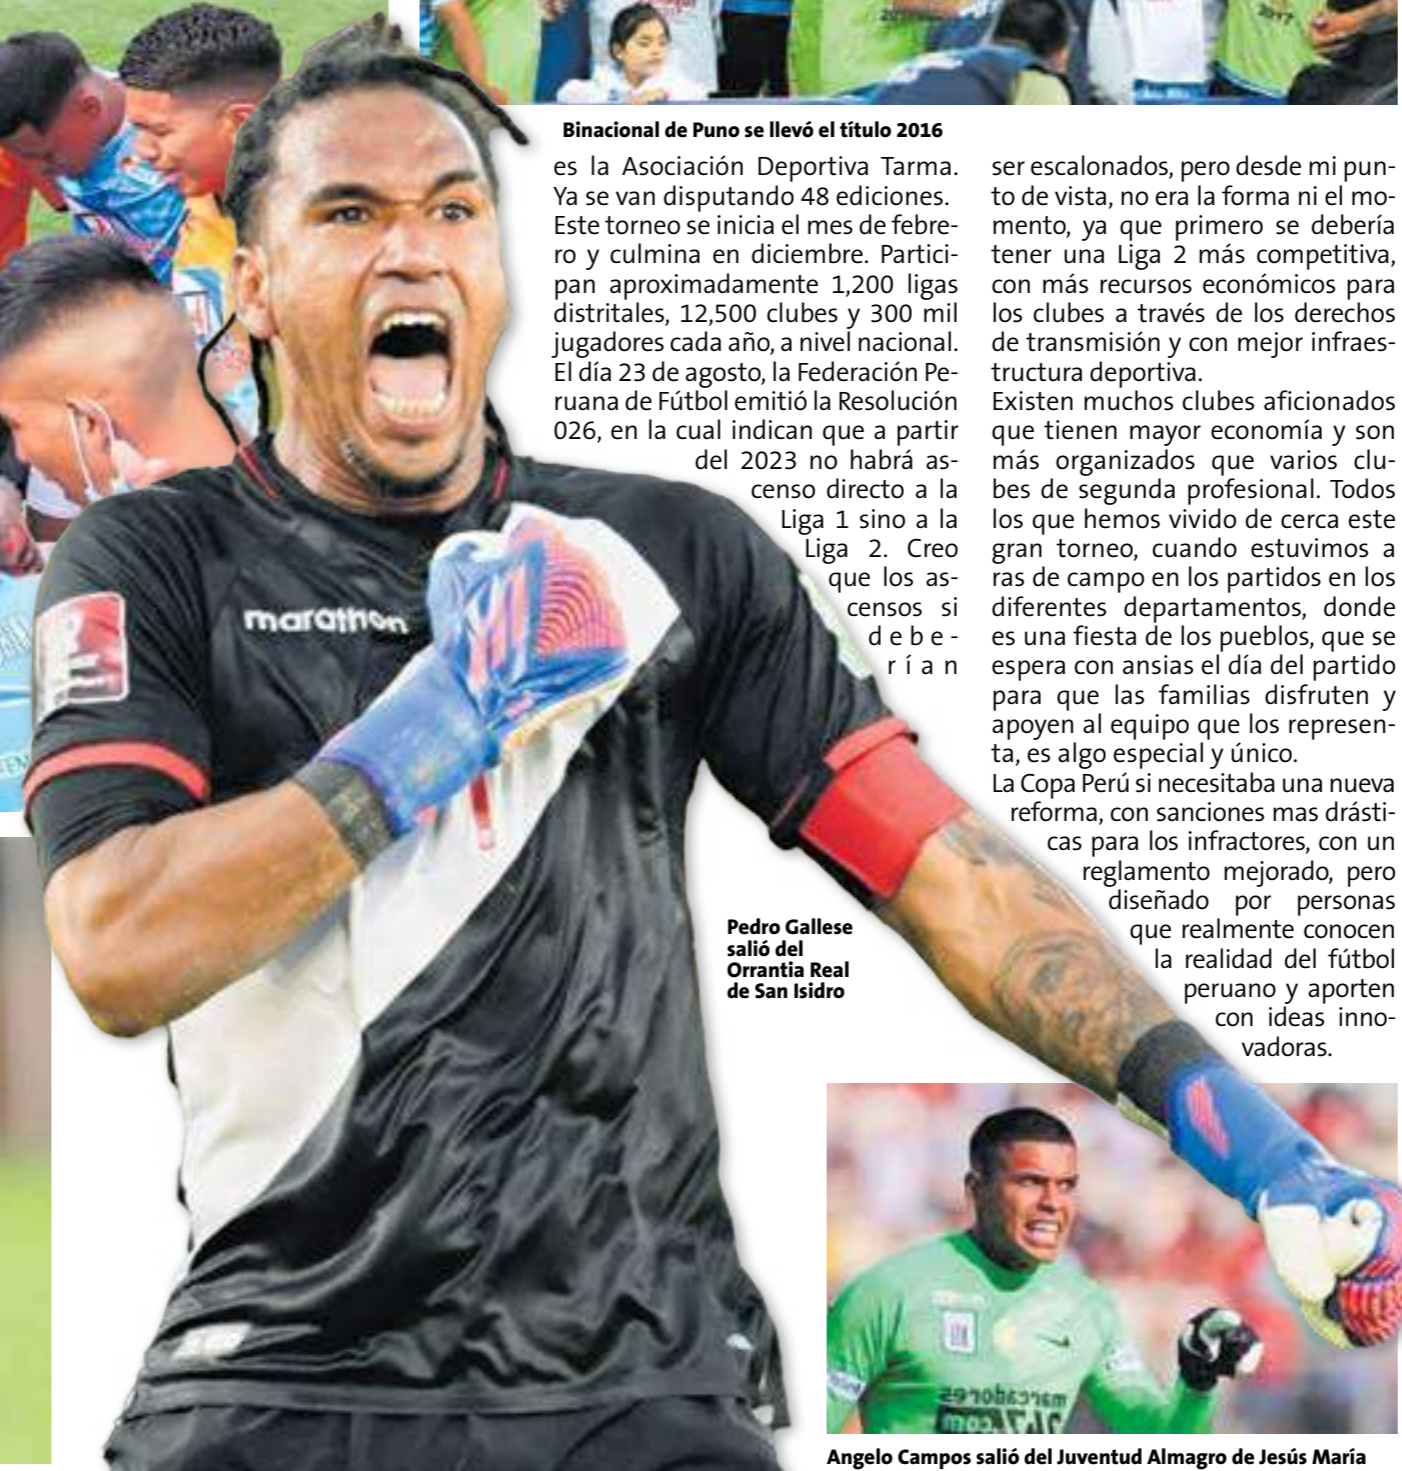 2017
Binacional de Puno se llevó el título 2016
es la Asociación Deportiva Tarma.
Ya se van disputando 48 ediciones.
Este torneo se inicia el mes de febre-
ro y culmina en diciembre. Partici-
pan aproximadamente 1,200 ligas
distritales, 12,500 clubes y 300 mil
jugadores cada año, a nivel nacional.
El día 23 de agosto, la Federación Pe-
ruana de Fútbol emitió la Resolución
026, en la cual indican que a partir
del 2023 no habrá as-
censo directo a la
Liga 1 sino a la
Liga 2. Creo
que los as-
censos si
debe-
rían
ser escalonados, pero desde mi pun-
to de vista, no era la forma ni el mo-
mento, ya que primero se debería
tener una Liga 2 más competitiva,
con más recursos económicos para
los clubes a través de los derechos
de transmisión y con mejor infraes-
tructura deportiva.
Existen muchos clubes aficionados
que tienen mayor economía y son
más organizados que varios clu-
bes de segunda profesional. Todos
los que hemos vivido de cerca este
gran torneo, cuando estuvimos a
ras de campo en los partidos en los
diferentes departamentos, donde
es una fiesta de los pueblos, que se
espera con ansias el día del partido
para que las familias disfruten y
apoyen al equipo que los represen-
ta, es algo especial y único.
La Copa Perú si necesitaba una nueva
reforma, con sanciones mas drásti-
cas para los infractores, con un
reglamento mejorado, pero
diseñado por personas
que realmente conocen
la realidad del fútbol
peruano y aporten
con ideas inno-
vadoras.
marathon
Pedro Gallese
salió del
Orrantia Real
de San Isidro
marcadores
247.com
Angelo Campos salió del Juventud Almagro de Jesús María